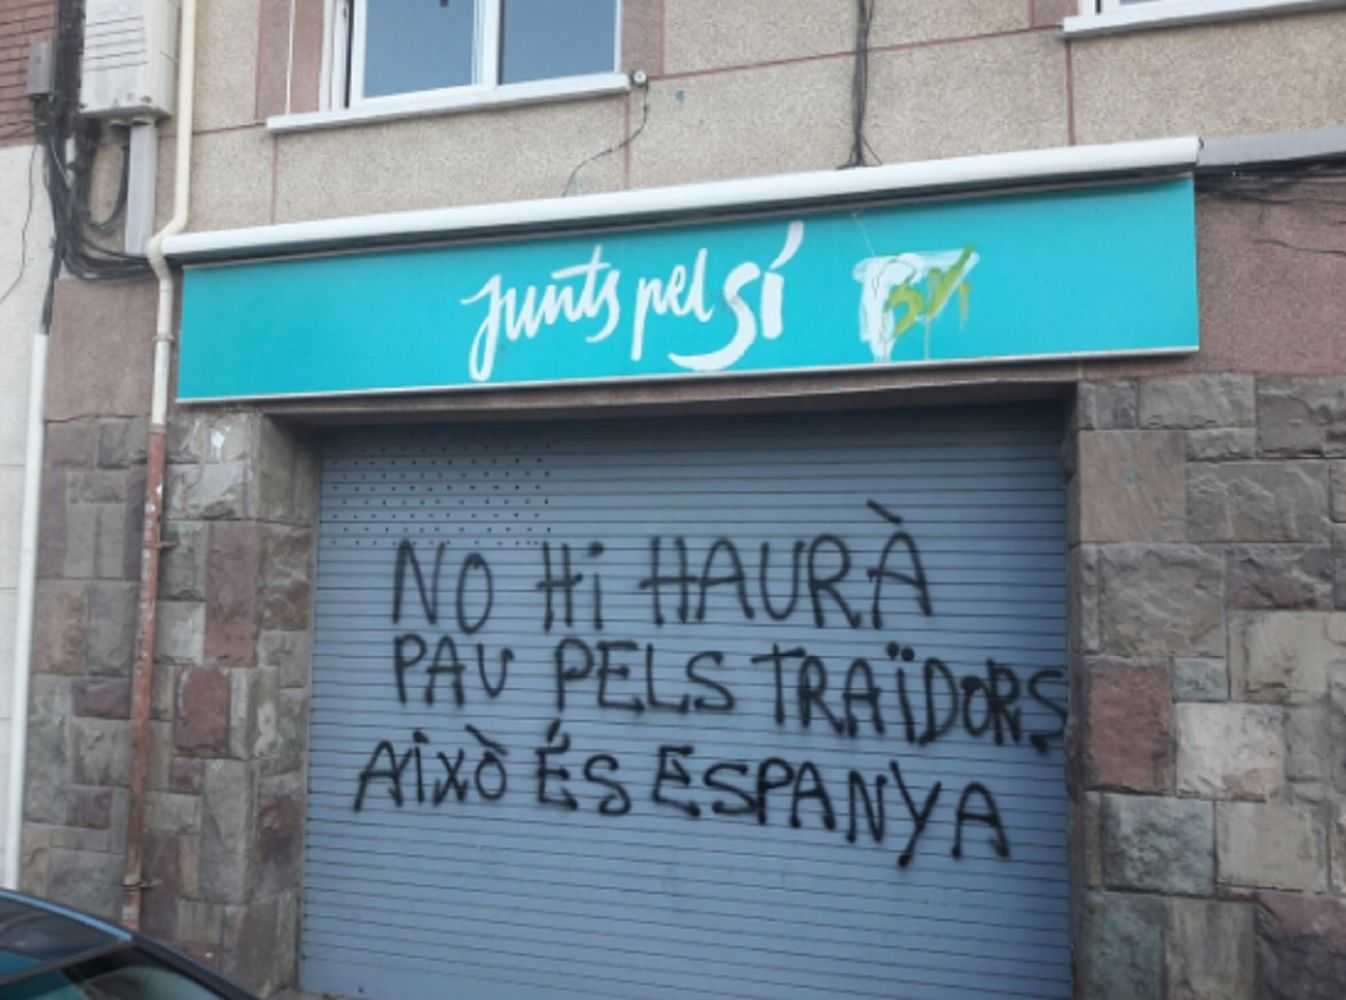 junts pel sí
NO Hi HAURÀ
PAU PELS TRAÏDORS
AiXÒ ÉS ESPANYA